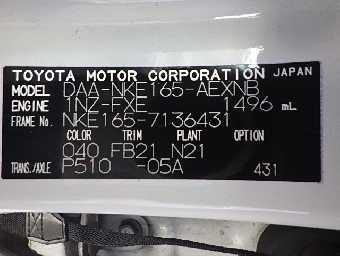 TOYOTA MOTOR CORPORATION JAPAN
MODEL DAA-NKE165-AEXNB
ENGINE 1NZ-FXE 1496 mL
FRAME No. NKE165-7136431
COLOR TRIM PLANT OPTION
040 FB21 N21
TRANS./AXLE P510 -05A 431